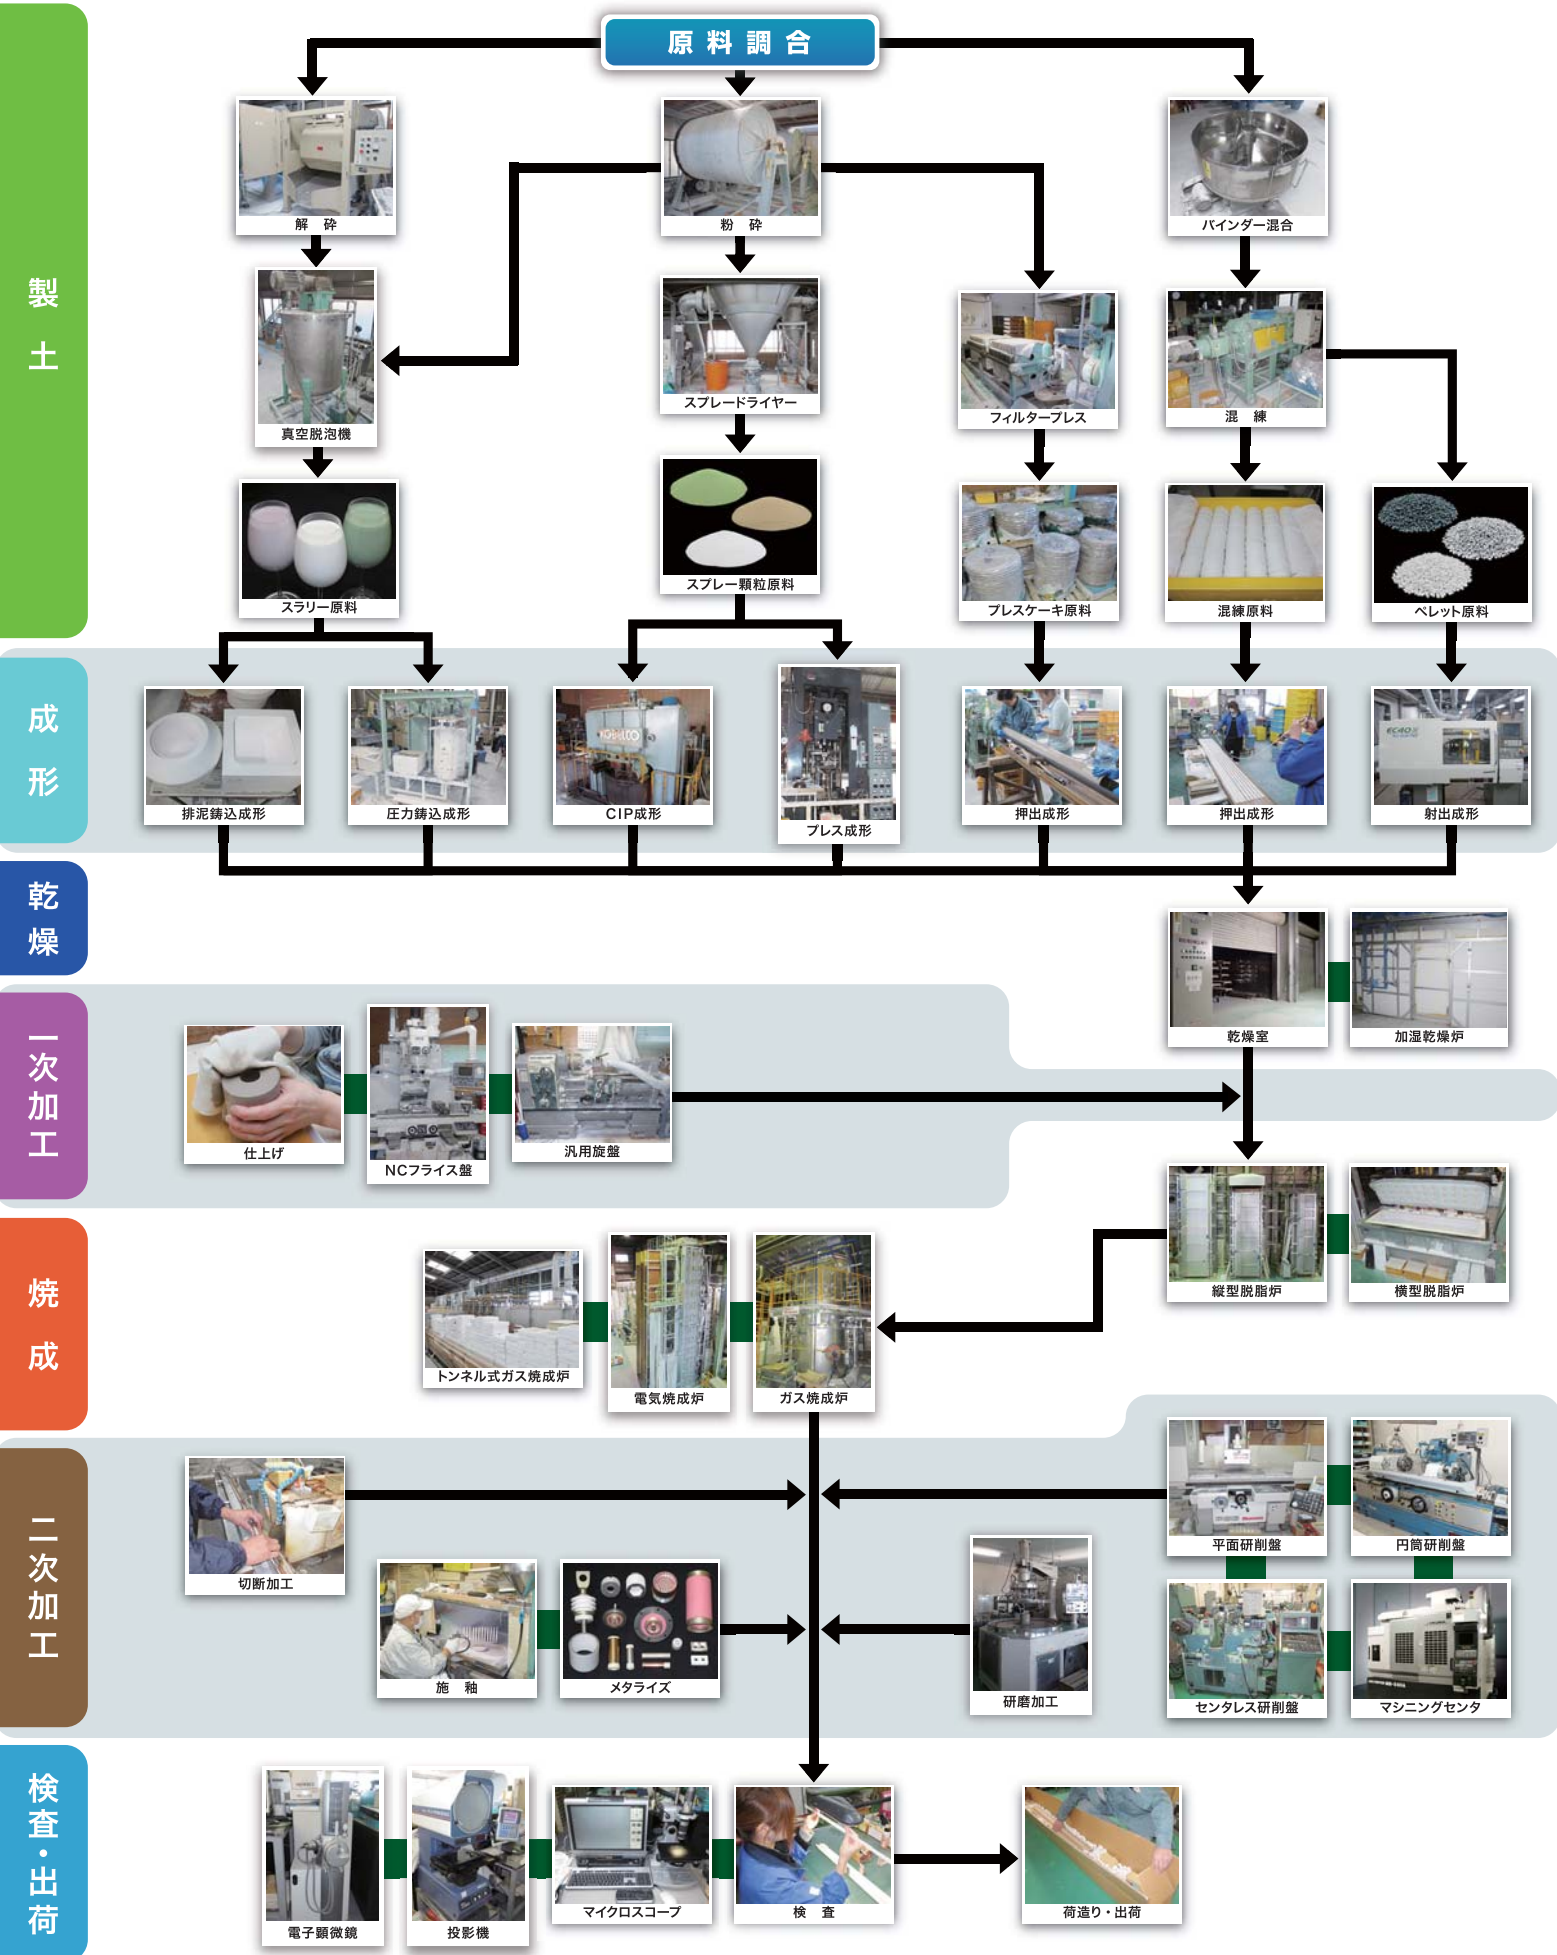 原料調合
製土
解 砕
粉 砕
バインダー混合
真空脱泡機
スプレードライヤー
フィルタープレス
混 練
スラリー原料
スプレー顆粒原料
プレスケーキ原料
混練原料
ペレット原料
成形
排泥鋳込成形
圧力鋳込成形
KOBELCO
CIP成形
プレス成形
押出成形
押出成形
EC40
射出成形
乾燥
乾燥室
加湿乾燥炉
一次加工
仕上げ
NCフライス盤
汎用旋盤
縦型脱脂炉
横型脱脂炉
焼成
トンネル式ガス焼成炉
電気焼成炉
ガス焼成炉
二次加工
切断加工
平面研削盤
円筒研削盤
施 釉
メタライズ
研磨加工
センタレス研削盤
マシニングセンタ
検査・出荷
電子顕微鏡
投影機
マイクロスコープ
検 査
荷造り・出荷